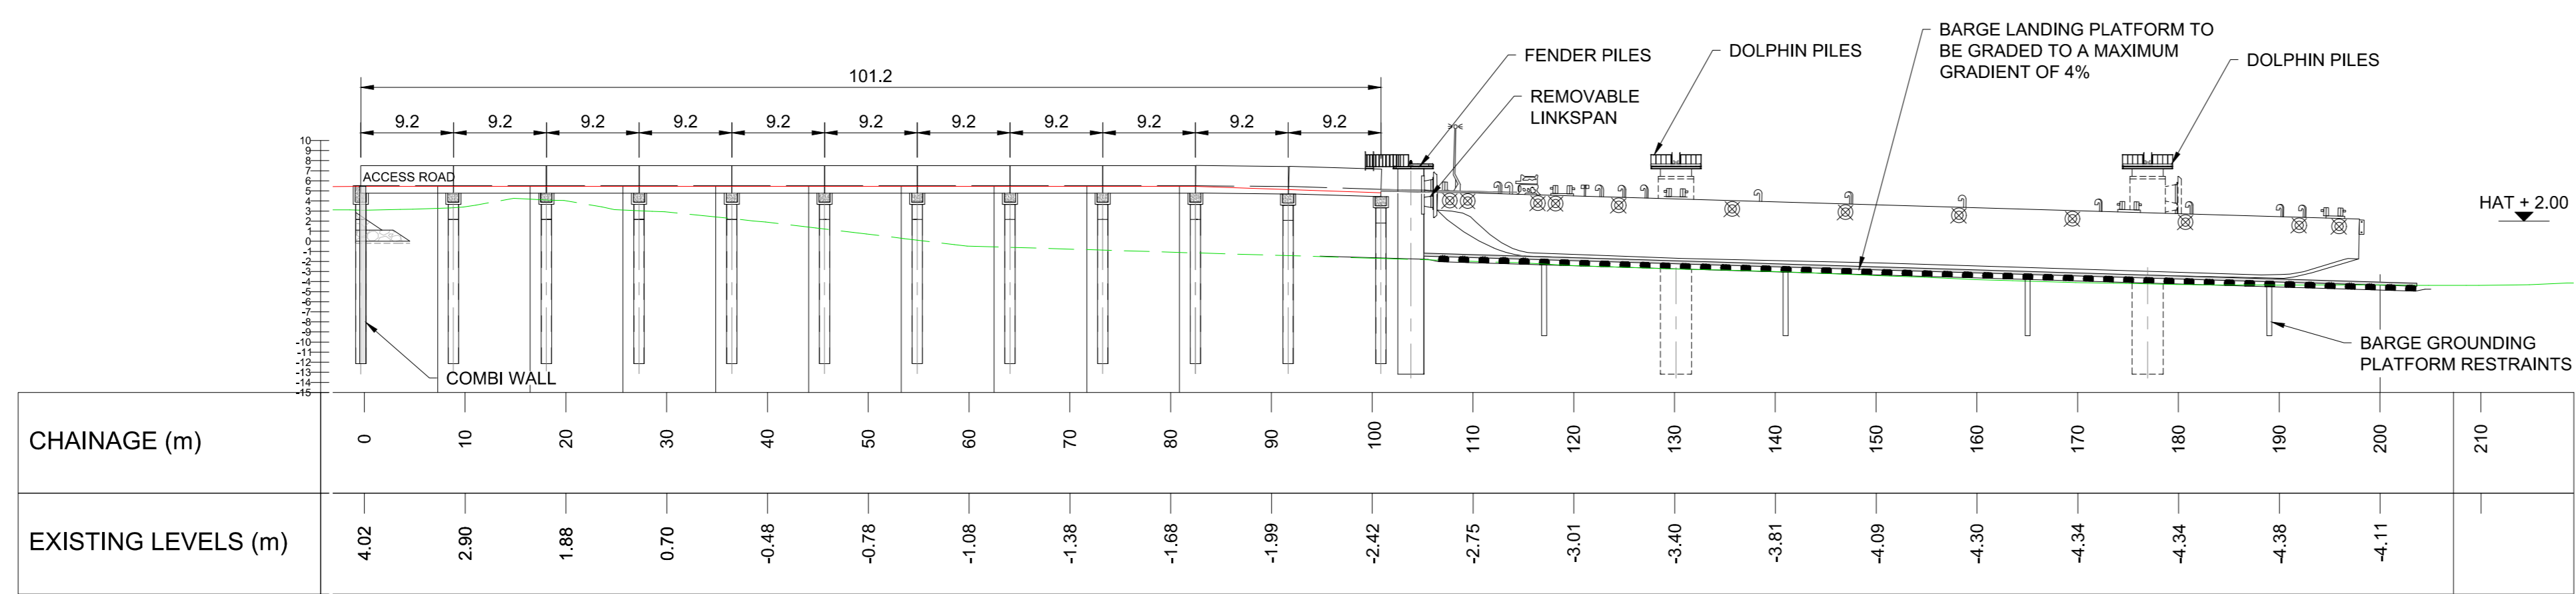 BARGE LANDING PLATFORM TO
BE GRADED TO A MAXIMUM
GRADIENT OF 4%
FENDER PILES
DOLPHIN PILES
DOLPHIN PILES
101.2
REMOVABLE
LINKSPAN
9.2 9.2 9.2 9.2 9.2 9.2 9.2 9.2 9.2 9.2 9.2
10
9
8
7
6
5
4
3
2
1
0
-1
-2
-3
-4
-5
-6
-7
-8
-9
-10
-11
-12
-13
-14
-15
ACCESS ROAD
HAT + 2.00
COMBI WALL
BARGE GROUNDING
PLATFORM RESTRAINTS
CHAINAGE (m) 0 10 20 30 40 50 60 70 80 90 100 110 120 130 140 150 160 170 180 190 200 210
EXISTING LEVELS (m) 4.02 2.90 1.88 0.70 -0.48 -0.78 -1.08 -1.38 -1.68 -1.99 -2.42 -2.75 -3.01 -3.40 -3.81 -4.09 -4.30 -4.34 -4.34 -4.38 -4.11